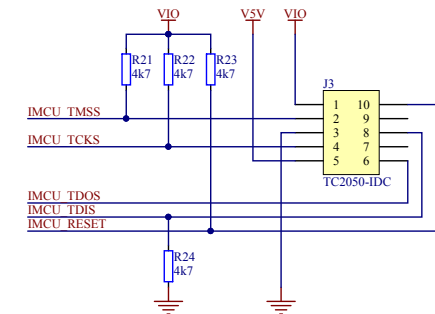 VIO V5V VIO
R21 R22 R23 J3
4k7 4k7 4k7
1 10
IMCU_TMSS 2 9
3 8
IMCU_TCKS 4 7
5 6
TC2050-IDC
IMCU_TDOS
IMCU_TDIS
IMCU_RESET
R24
4k7